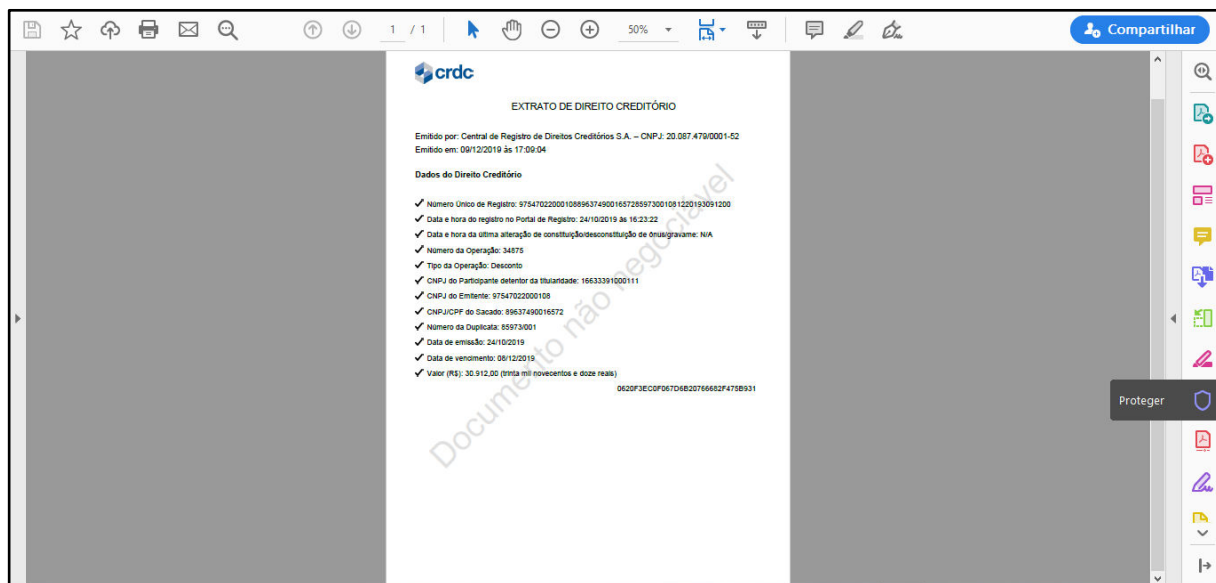 1 / 1
50%
Compartilhar
crdc
EXTRATO DE DIREITO CREDITÓRIO
Emitido por: Central de Registro de Direitos Creditórios S.A. – CNPJ: 20.087.479/0001-52
Emitido em: 09/12/2019 às 17:09:04
Dados do Direito Creditório
Número Único de Registro: 975470220001088963749001657285973001081220193091200
Data e hora do registro no Portal de Registro: 24/10/2019 às 16:23:22
Data e hora da última alteração de constituição/desconstituição de ônus/gravame: N/A
Número da Operação: 34875
Tipo da Operação: Desconto
CNPJ do Participante detentor da titularidade: 16633391000111
CNPJ do Emitente: 97547022000108
CNPJ/CPF do Sacado: 89637490016572
Número da Duplicata: 85973/001
Data de emissão: 24/10/2019
Data de vencimento: 08/12/2019
Valor (R$): 30.912,00 (trinta mil novecentos e doze reais)
0620F3EC0F067D6B20766682F475B931
Documento não negociável
Proteger